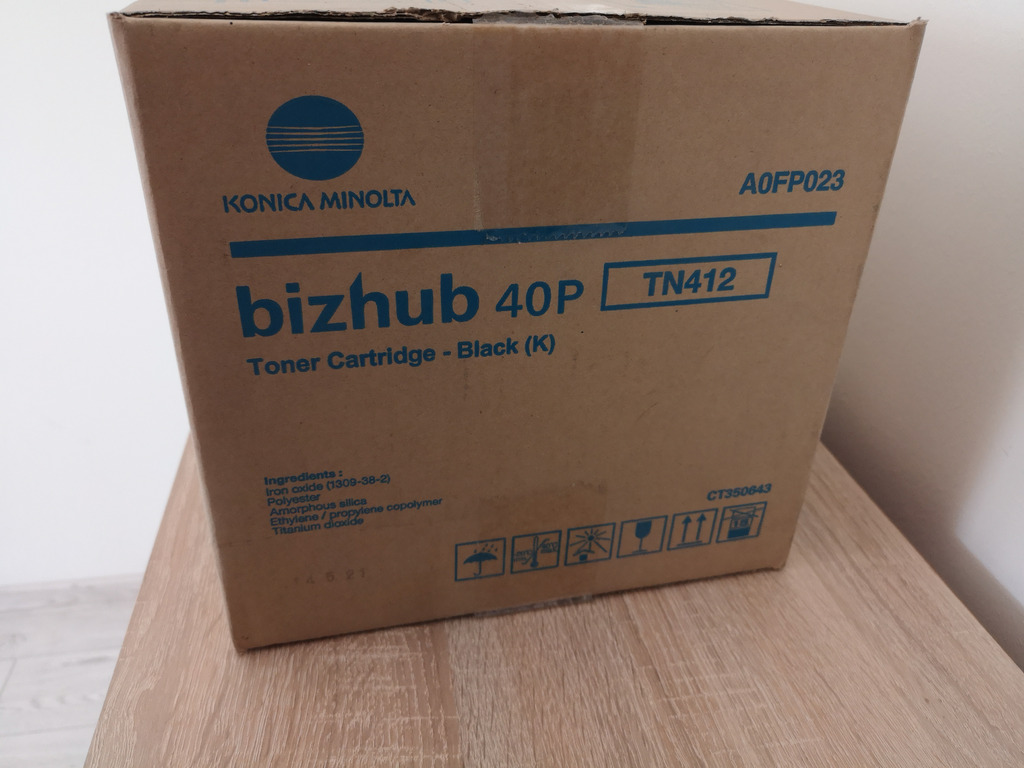 KONICA MINOLTA
A0FP023
bizhub 40P TN412
Toner Cartridge - Black (K)
Ingredients :
Iron oxide (1309-38-2)
Polyester
Amorphous silica
Ethylene / propylene copolymer
Titanium dioxide
CT350643